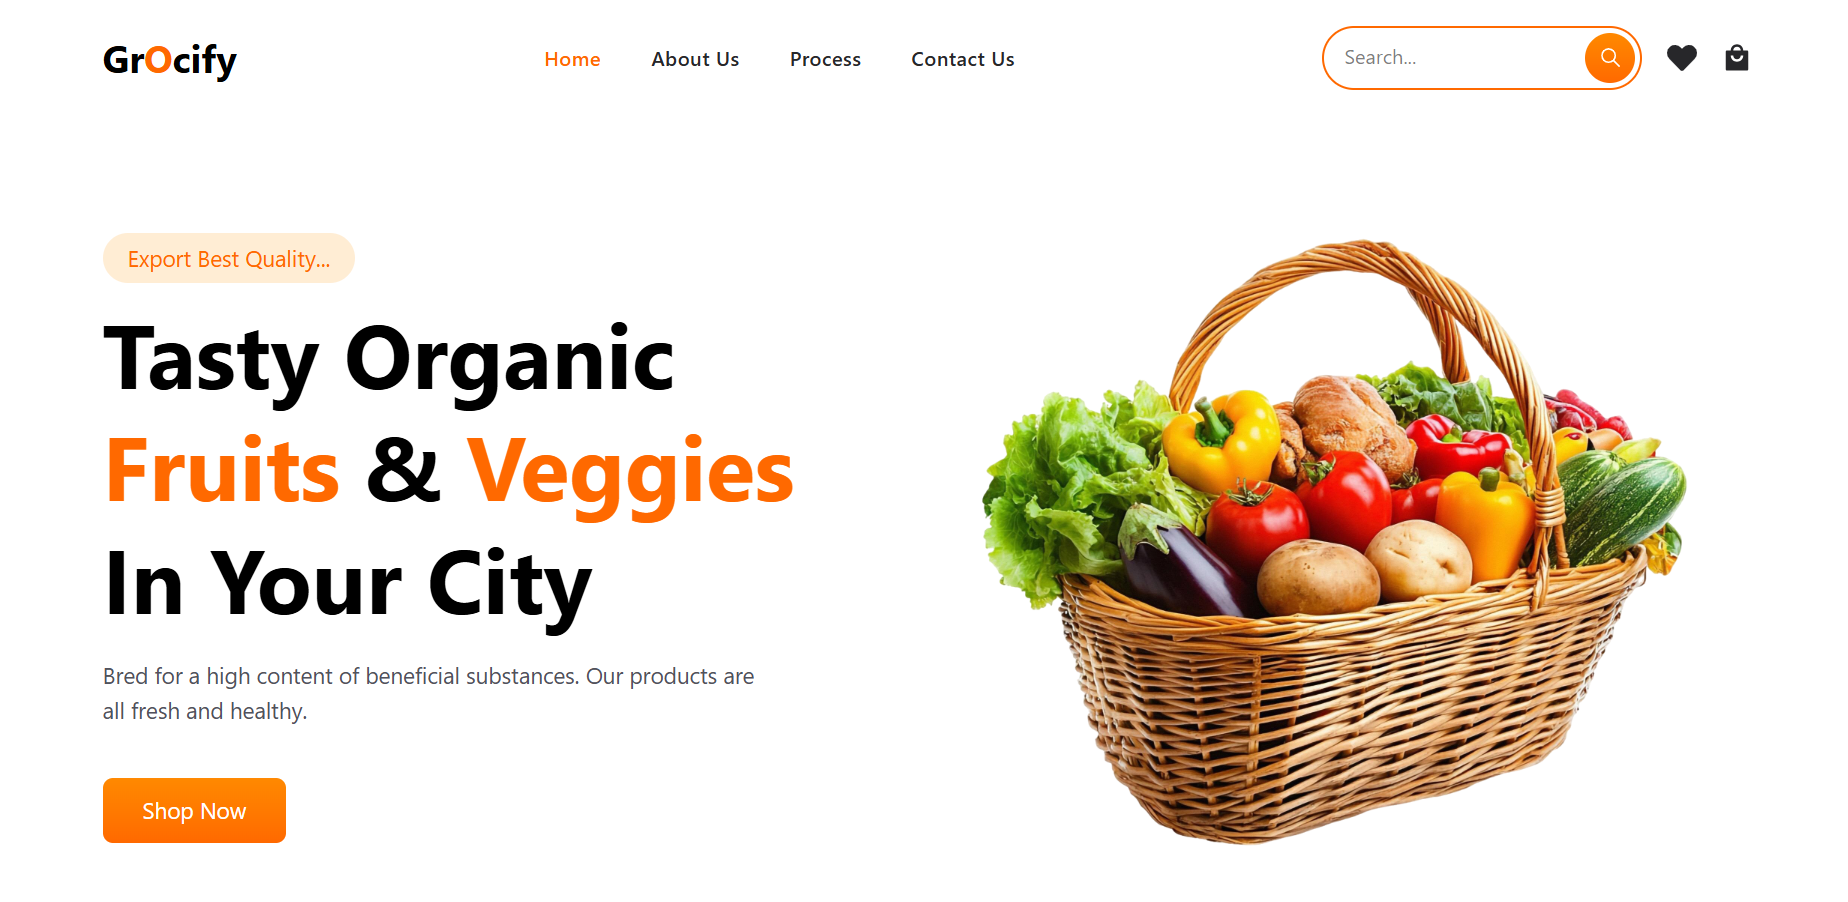 GrOcify
Home
About Us
Process
Contact Us
Search...
Export Best Quality...
Tasty Organic
Fruits & Veggies
In Your City
Bred for a high content of beneficial substances. Our products are
all fresh and healthy.
Shop Now